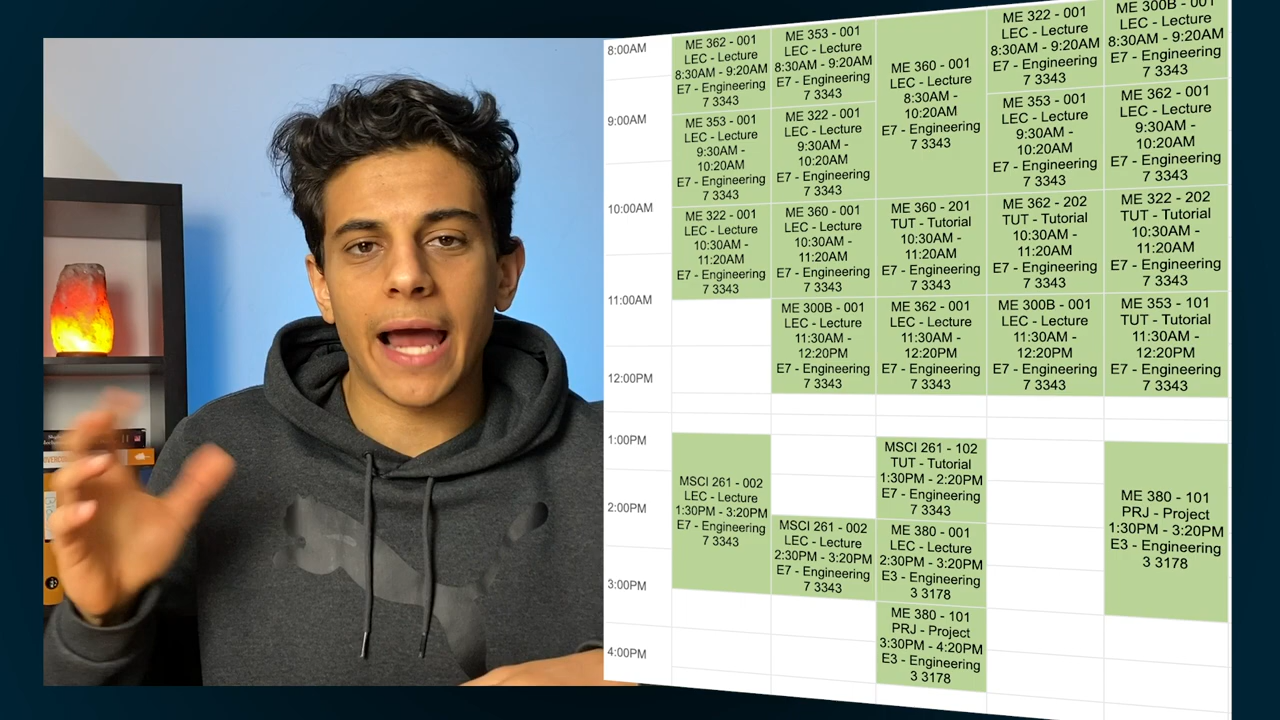 8:00AM
9:00AM
10:00AM
11:00AM
12:00PM
1:00PM
2:00PM
3:00PM
4:00PM
ME 362 - 001
LEC - Lecture
8:30AM - 9:20AM
E7 - Engineering
7 3343
ME 353 - 001
LEC - Lecture
9:30AM -
10:20AM
E7 - Engineering
7 3343
ME 322 - 001
LEC - Lecture
10:30AM -
11:20AM
E7 - Engineering
7 3343
MSCI 261 - 002
LEC - Lecture
1:30PM - 3:20PM
E7 - Engineering
7 3343
ME 353 - 001
LEC - Lecture
8:30AM - 9:20AM
E7 - Engineering
7 3343
ME 322 - 001
LEC - Lecture
9:30AM -
10:20AM
E7 - Engineering
7 3343
ME 360 - 001
LEC - Lecture
10:30AM -
11:20AM
E7 - Engineering
7 3343
ME 300B - 001
LEC - Lecture
11:30AM -
12:20PM
E7 - Engineering
7 3343
MSCI 261 - 002
LEC - Lecture
2:30PM - 3:20PM
E7 - Engineering
7 3343
ME 360 - 001
LEC - Lecture
8:30AM -
10:20AM
E7 - Engineering
7 3343
ME 360 - 201
TUT - Tutorial
10:30AM -
11:20AM
E7 - Engineering
7 3343
ME 362 - 001
LEC - Lecture
11:30AM -
12:20PM
E7 - Engineering
7 3343
MSCI 261 - 102
TUT - Tutorial
1:30PM - 2:20PM
E7 - Engineering
7 3343
ME 380 - 001
LEC - Lecture
2:30PM - 3:20PM
E3 - Engineering
3 3178
ME 380 - 101
PRJ - Project
3:30PM - 4:20PM
E3 - Engineering
3 3178
ME 322 - 001
LEC - Lecture
8:30AM - 9:20AM
E7 - Engineering
7 3343
ME 353 - 001
LEC - Lecture
9:30AM -
10:20AM
E7 - Engineering
7 3343
ME 362 - 202
TUT - Tutorial
10:30AM -
11:20AM
E7 - Engineering
7 3343
ME 300B - 001
LEC - Lecture
11:30AM -
12:20PM
E7 - Engineering
7 3343
ME 300B - 001
LEC - Lecture
8:30AM - 9:20AM
E7 - Engineering
7 3343
ME 362 - 001
LEC - Lecture
9:30AM -
10:20AM
E7 - Engineering
7 3343
ME 322 - 202
TUT - Tutorial
10:30AM -
11:20AM
E7 - Engineering
7 3343
ME 353 - 101
TUT - Tutorial
11:30AM -
12:20PM
E7 - Engineering
7 3343
ME 380 - 101
PRJ - Project
1:30PM - 3:20PM
E3 - Engineering
3 3178